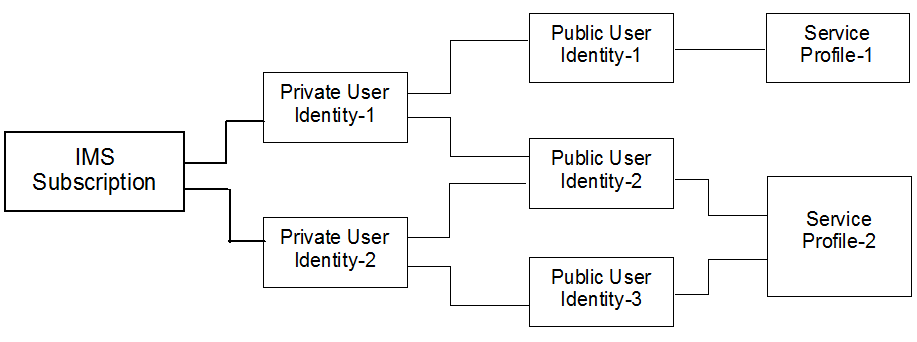 Public User
Identity-1
Service
Profile-1
Private User
Identity-1
IMS
Subscription
Public User
Identity-2
Service
Profile-2
Private User
Identity-2
Public User
Identity-3